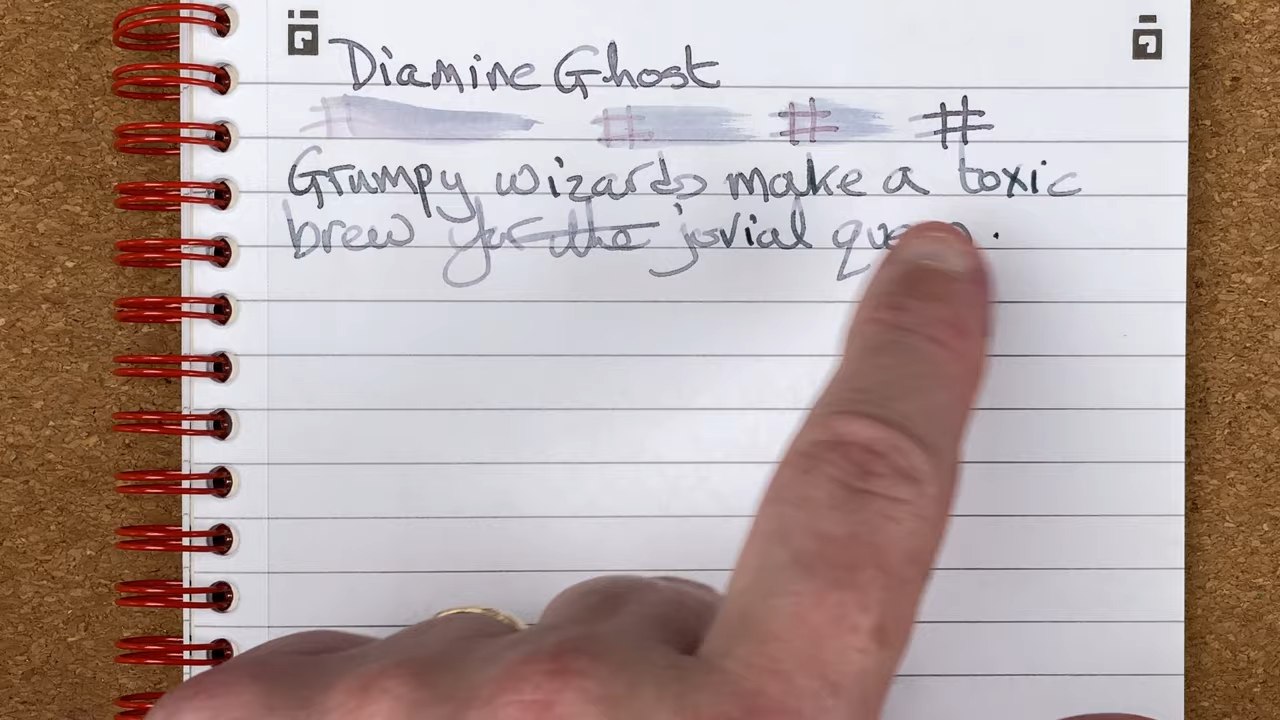 Diamine Ghost
# # #
Grumpy wizards make a toxic
brew for the jovial